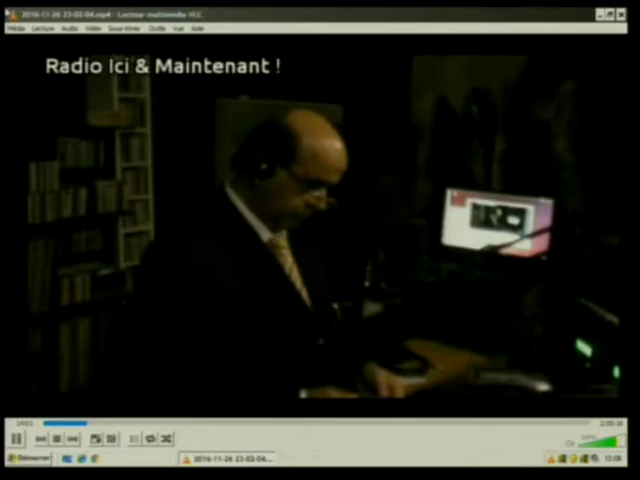 2016-11-26 23-02-04.mp4 - Lecteur multimédia VLC
Média Lecture Audio Vidéo Sous-titres Outils Vue Aide
Radio Ici & Maintenant !
Démarrer
2016-11-26 23-02-04...